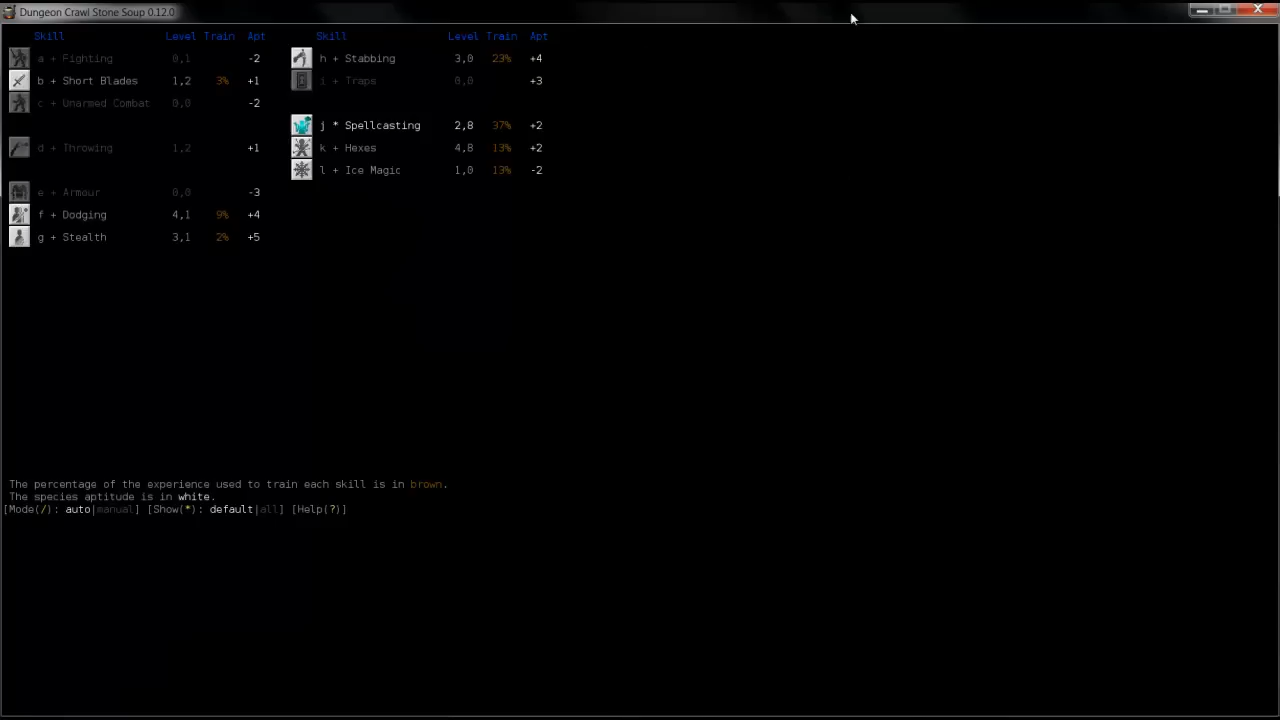 Dungeon Crawl Stone Soup 0.12.0
Skill Level Train Apt Skill Level Train Apt
a + Fighting 0,1 -2 h + Stabbing 3,0 23% +4
b + Short Blades 1,2 3% +1 i + Traps 0,0 +3
c + Unarmed Combat 0,0 -2
j * Spellcasting 2,8 37% +2
d + Throwing 1,2 +1 k + Hexes 4,8 13% +2
l + Ice Magic 1,0 13% -2
e + Armour 0,0 -3
f + Dodging 4,1 9% +4
g + Stealth 3,1 2% +5
The percentage of the experience used to train each skill is in brown.
The species aptitude is in white.
[Mode(/): auto|manual] [Show(*): default|all] [Help(?)]